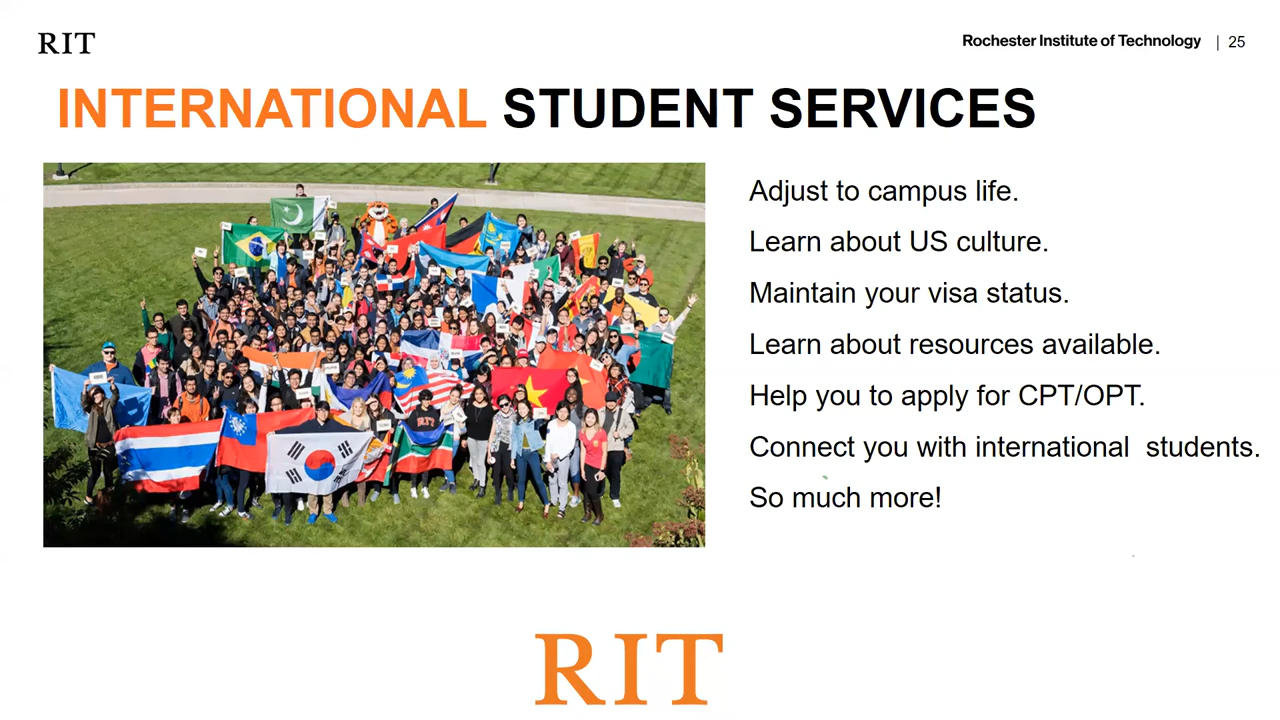 RIT
Rochester Institute of Technology | 25
INTERNATIONAL STUDENT SERVICES
Adjust to campus life.
Learn about US culture.
Maintain your visa status.
Learn about resources available.
Help you to apply for CPT/OPT.
Connect you with international students.
So much more!
RIT
RIT